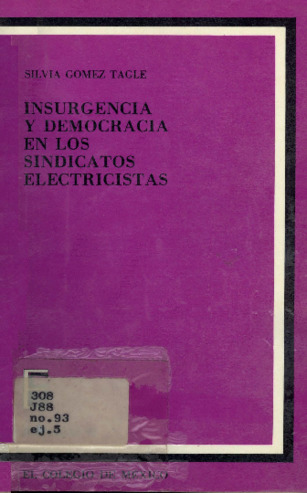 SILVIA GOMEZ TAGLE
INSURGENCIA
Y DEMOCRACIA
EN LOS
SINDICATOS
ELECTRICISTAS
308
J88
no.93
ej.5
EL COLEGIO DE MEXICO